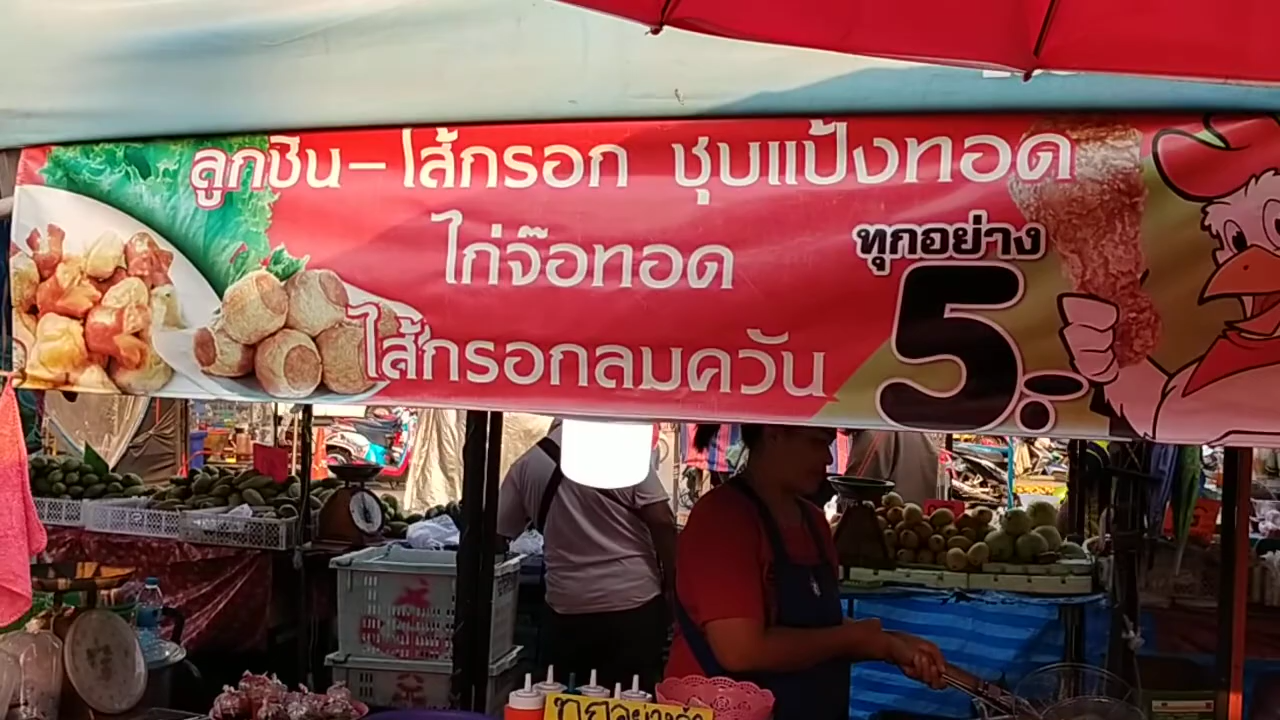 ลูกชิ้น-ไส้กรอก ชุบแป้งทอด
ไก่จ๊อทอด
ทุกอย่าง
5.-
ไส้กรอกลมควัน